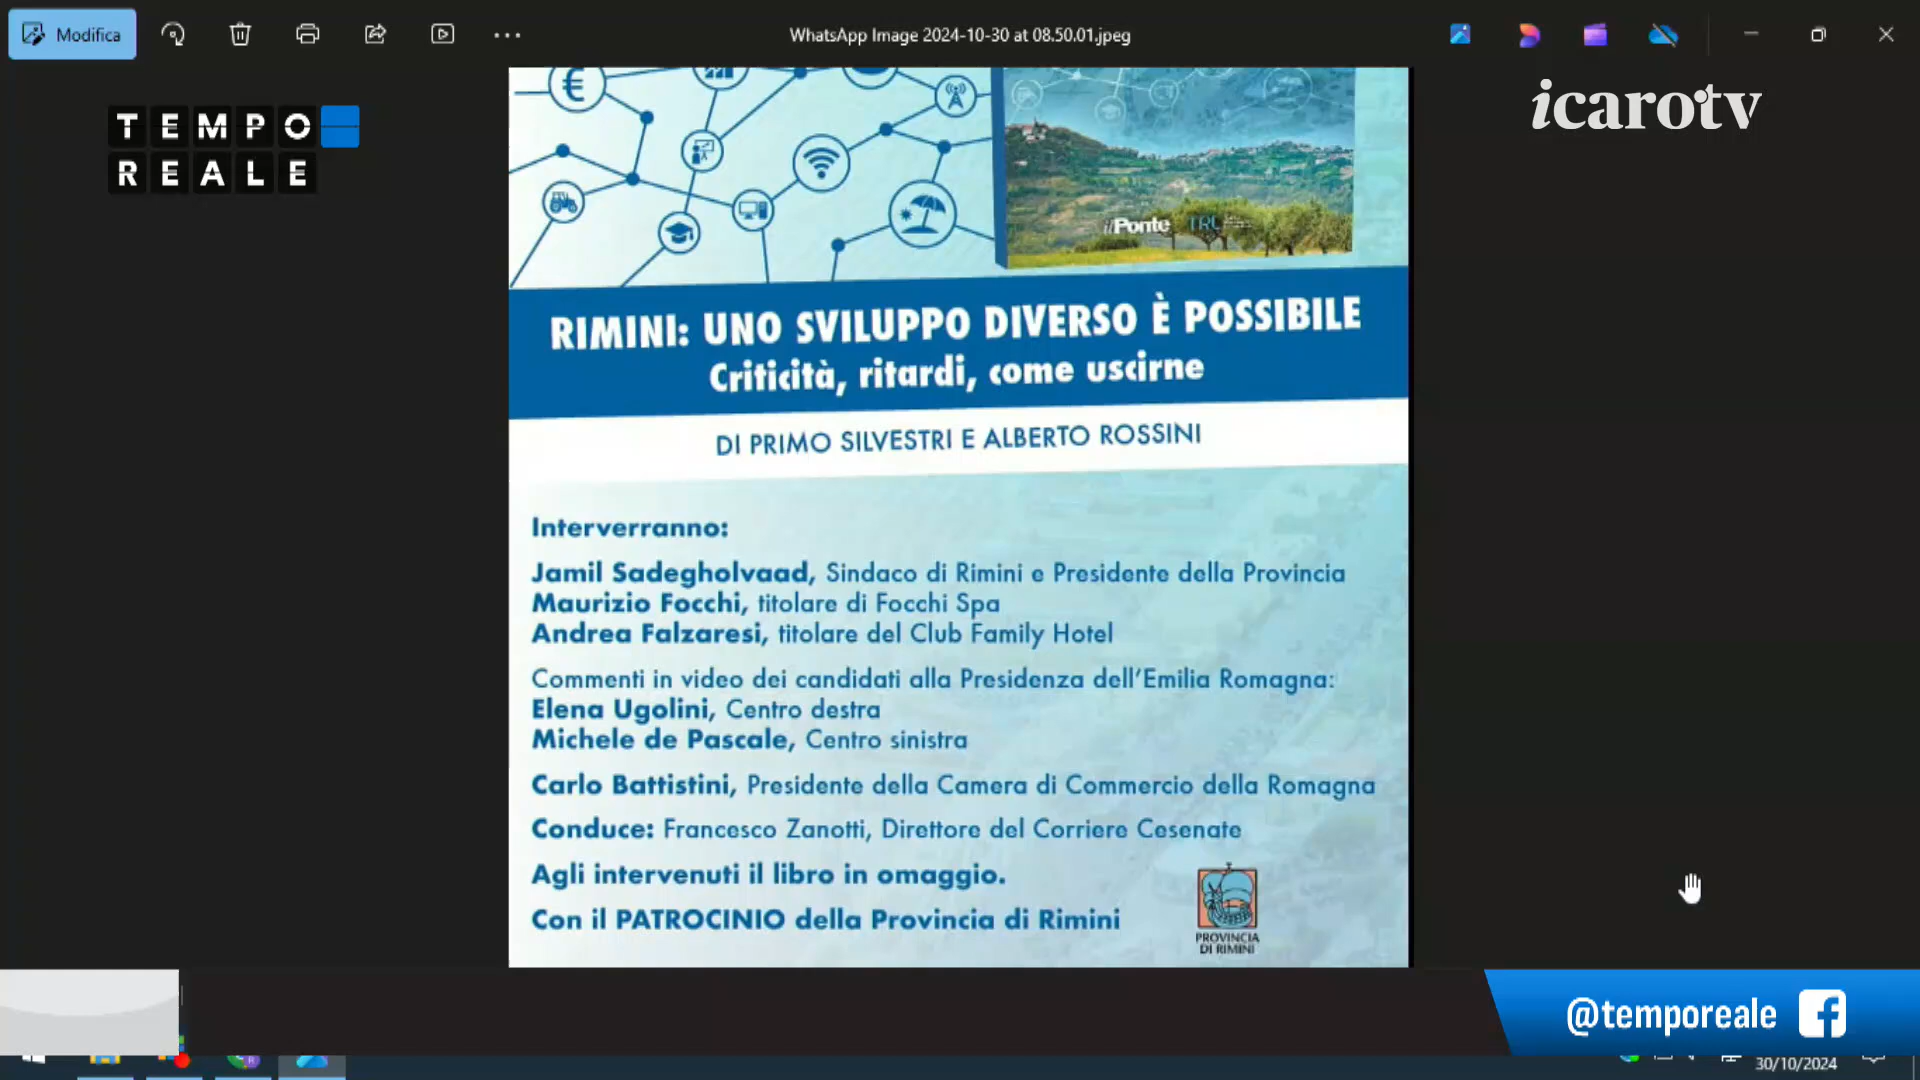 Modifica
WhatsApp Image 2024-10-30 at 08.50.01.jpeg
TEMPO
REALE
icarotv
ilPonte TRE
RIMINI: UNO SVILUPPO DIVERSO È POSSIBILE
Criticità, ritardi, come uscirne
DI PRIMO SILVESTRI E ALBERTO ROSSINI
Interverranno:
Jamil Sadegholvaad, Sindaco di Rimini e Presidente della Provincia
Maurizio Focchi, titolare di Focchi Spa
Andrea Falzaresi, titolare del Club Family Hotel
Commenti in video dei candidati alla Presidenza dell'Emilia Romagna:
Elena Ugolini, Centro destra
Michele de Pascale, Centro sinistra
Carlo Battistini, Presidente della Camera di Commercio della Romagna
Conduce: Francesco Zanotti, Direttore del Corriere Cesenate
Agli intervenuti il libro in omaggio.
Con il PATROCINIO della Provincia di Rimini
PROVINCIA
DI RIMINI
@temporeale
30/10/2024